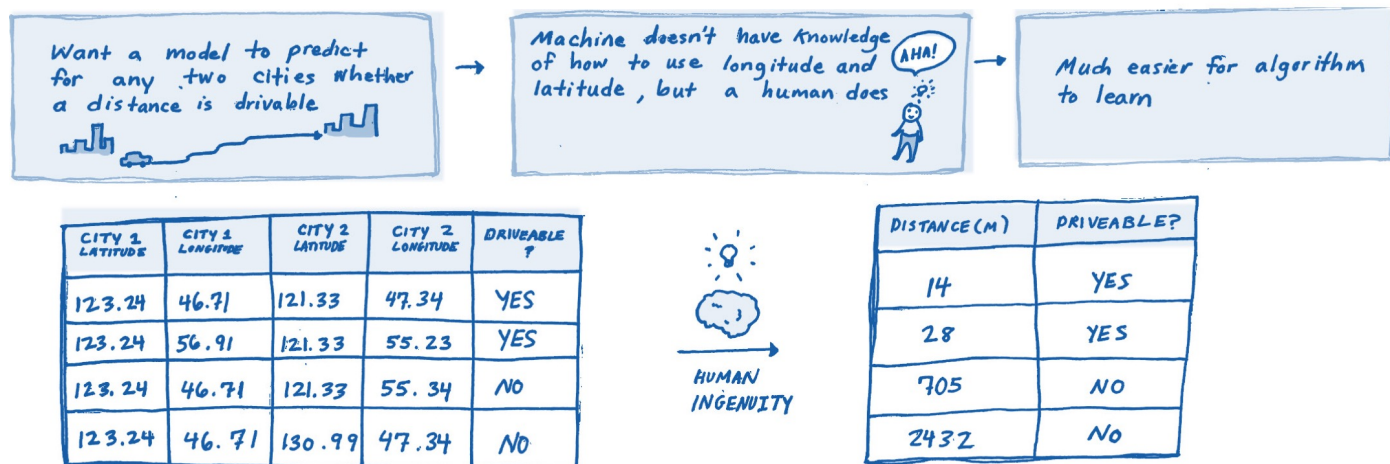 Want a model to predict
for any two cities whether
a distance is drivable
Machine doesn't have knowledge
of how to use longitude and
latitude, but a human does
AHA!
Much easier for algorithm
to learn
CITY 1 LATITUDE CITY 1 LONGITUDE CITY 2 LATITUDE CITY 2 LONGITUDE DRIVEABLE ?
123.24 46.71 121.33 47.34 YES
123.24 56.91 121.33 55.23 YES
123.24 46.71 121.33 55.34 NO
123.24 46.71 130.99 47.34 NO
HUMAN
INGENUITY
DISTANCE (M) DRIVEABLE?
14 YES
28 YES
705 NO
2432 NO